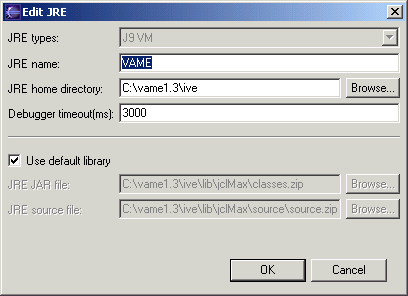 Edit JRE
JRE types: J9 VM
JRE name: VAME
JRE home directory: C:\vame1.3\ive Browse...
Debugger timeout(ms): 3000
Use default library
JRE JAR file: C:\vame1.3\ive\lib\jclMax\classes.zip Browse...
JRE source file: C:\vame1.3\ive\lib\jclMax\source\source.zip Browse...
OK Cancel